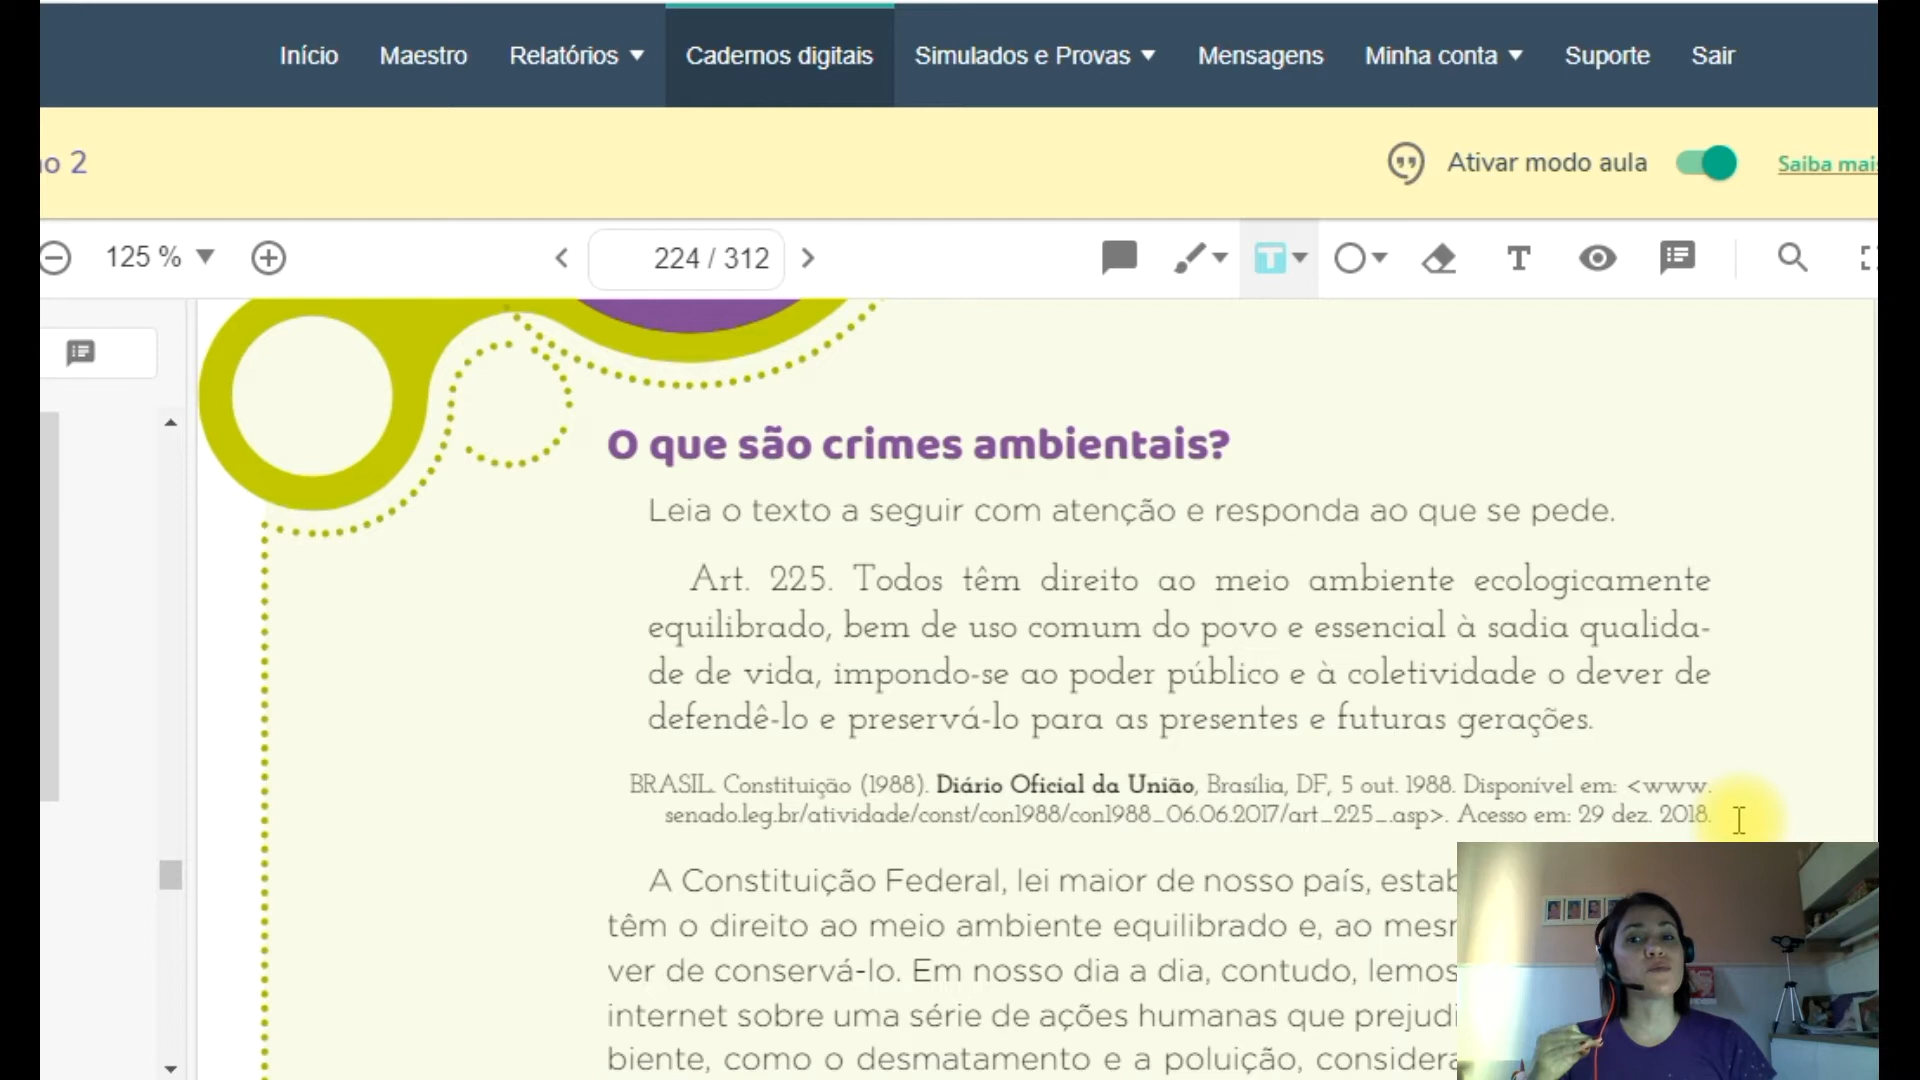 Início Maestro Relatórios Cadernos digitais Simulados e Provas Mensagens Minha conta Suporte Sair
o 2 Ativar modo aula Saiba mai
125 % 224 / 312
O que são crimes ambientais?
Leia o texto a seguir com atenção e responda ao que se pede.
Art. 225. Todos têm direito ao meio ambiente ecologicamente
equilibrado, bem de uso comum do povo e essencial à sadia qualida-
de de vida, impondo-se ao poder público e à coletividade o dever de
defendê-lo e preservá-lo para as presentes e futuras gerações.
BRASIL. Constituição (1988). Diário Oficial da União, Brasília, DF, 5 out. 1988. Disponível em: <www.
senado.leg.br/atividade/const/con1988/con1988_06.06.2017/art_225_.asp>. Acesso em: 29 dez. 2018.
A Constituição Federal, lei maior de nosso país, estab
têm o direito ao meio ambiente equilibrado e, ao mesm
ver de conservá-lo. Em nosso dia a dia, contudo, lemos
internet sobre uma série de ações humanas que prejudi
biente, como o desmatamento e a poluição, considera